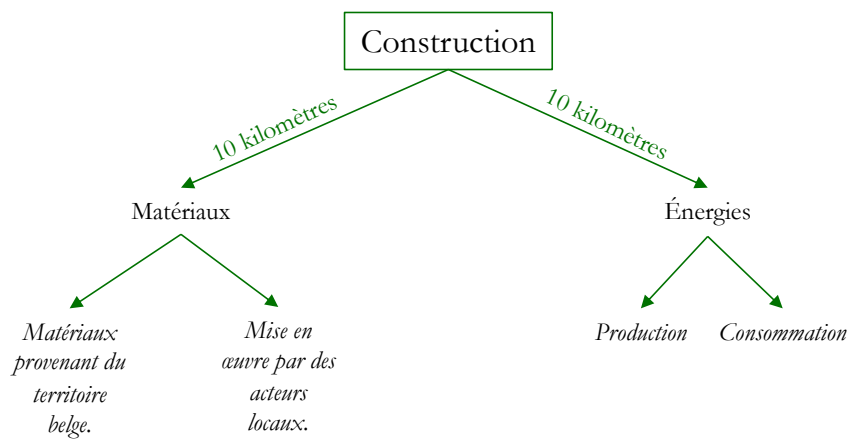 Construction
10 kilomètres
10 kilomètres
Matériaux
Énergies
Matériaux
provenant du
territoire
belge.
Mise en
œuvre par des
acteurs
locaux.
Production
Consommation